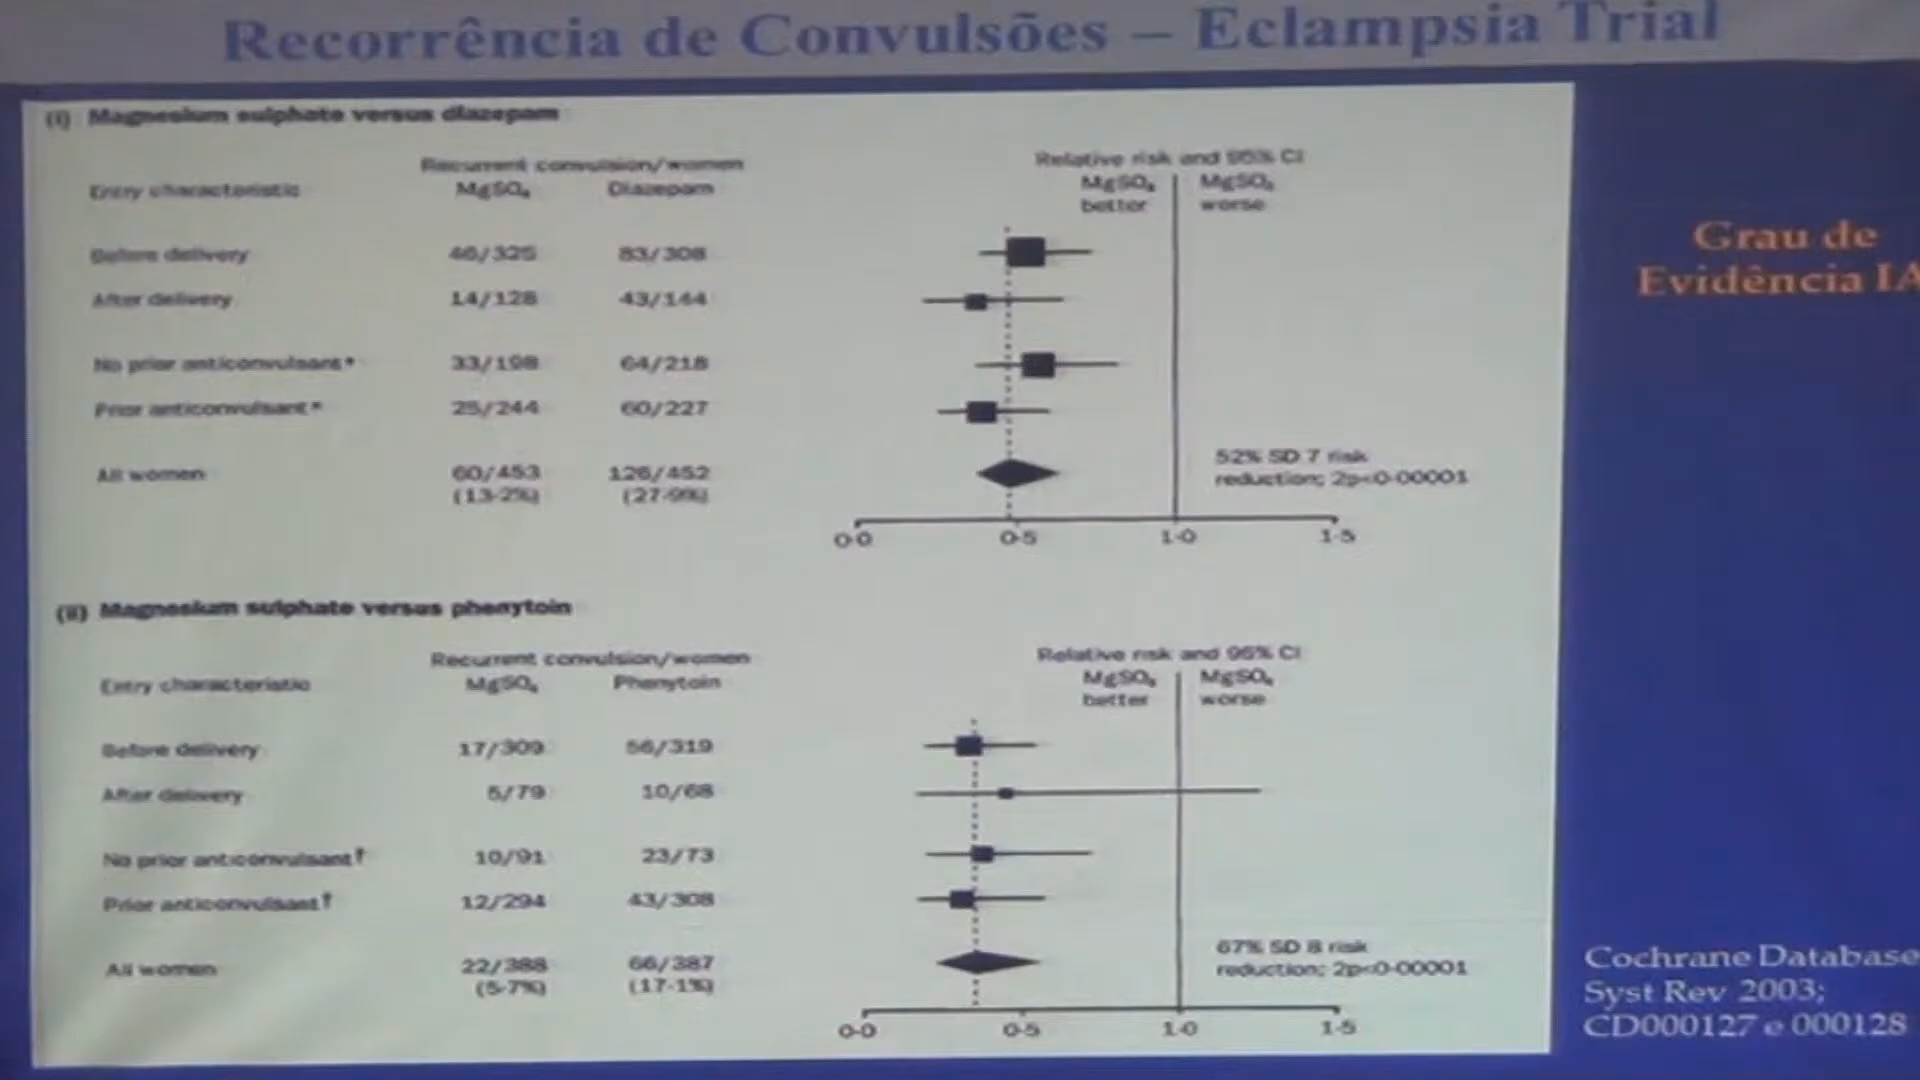 Recorrência de Convulsões – Eclampsia Trial
(i) Magnesium sulphate versus diazepam
Recurrent convulsion/women
Relative risk and 95% CI
Entry characteristic MgSO₄ Diazepam
MgSO₄ better
MgSO₄ worse
Before delivery 46/325 83/308
After delivery 14/128 43/144
No prior anticonvulsant* 33/198 64/218
Prior anticonvulsant* 25/244 60/227
All women 60/453 126/452
(13·2%) (27·9%)
52% SD 7 risk
reduction; 2p<0·00001
0·0 0·5 1·0 1·5
(ii) Magnesium sulphate versus phenytoin
Recurrent convulsion/women
Relative risk and 95% CI
Entry characteristic MgSO₄ Phenytoin
MgSO₄ better
MgSO₄ worse
Before delivery 17/309 56/319
After delivery 5/79 10/68
No prior anticonvulsant† 10/91 23/73
Prior anticonvulsant† 12/294 43/308
All women 22/388 66/387
(5·7%) (17·1%)
67% SD 8 risk
reduction; 2p<0·00001
0·0 0·5 1·0 1·5
Grau de
Evidência IA
Cochrane Database
Syst Rev 2003;
CD000127 e 000128